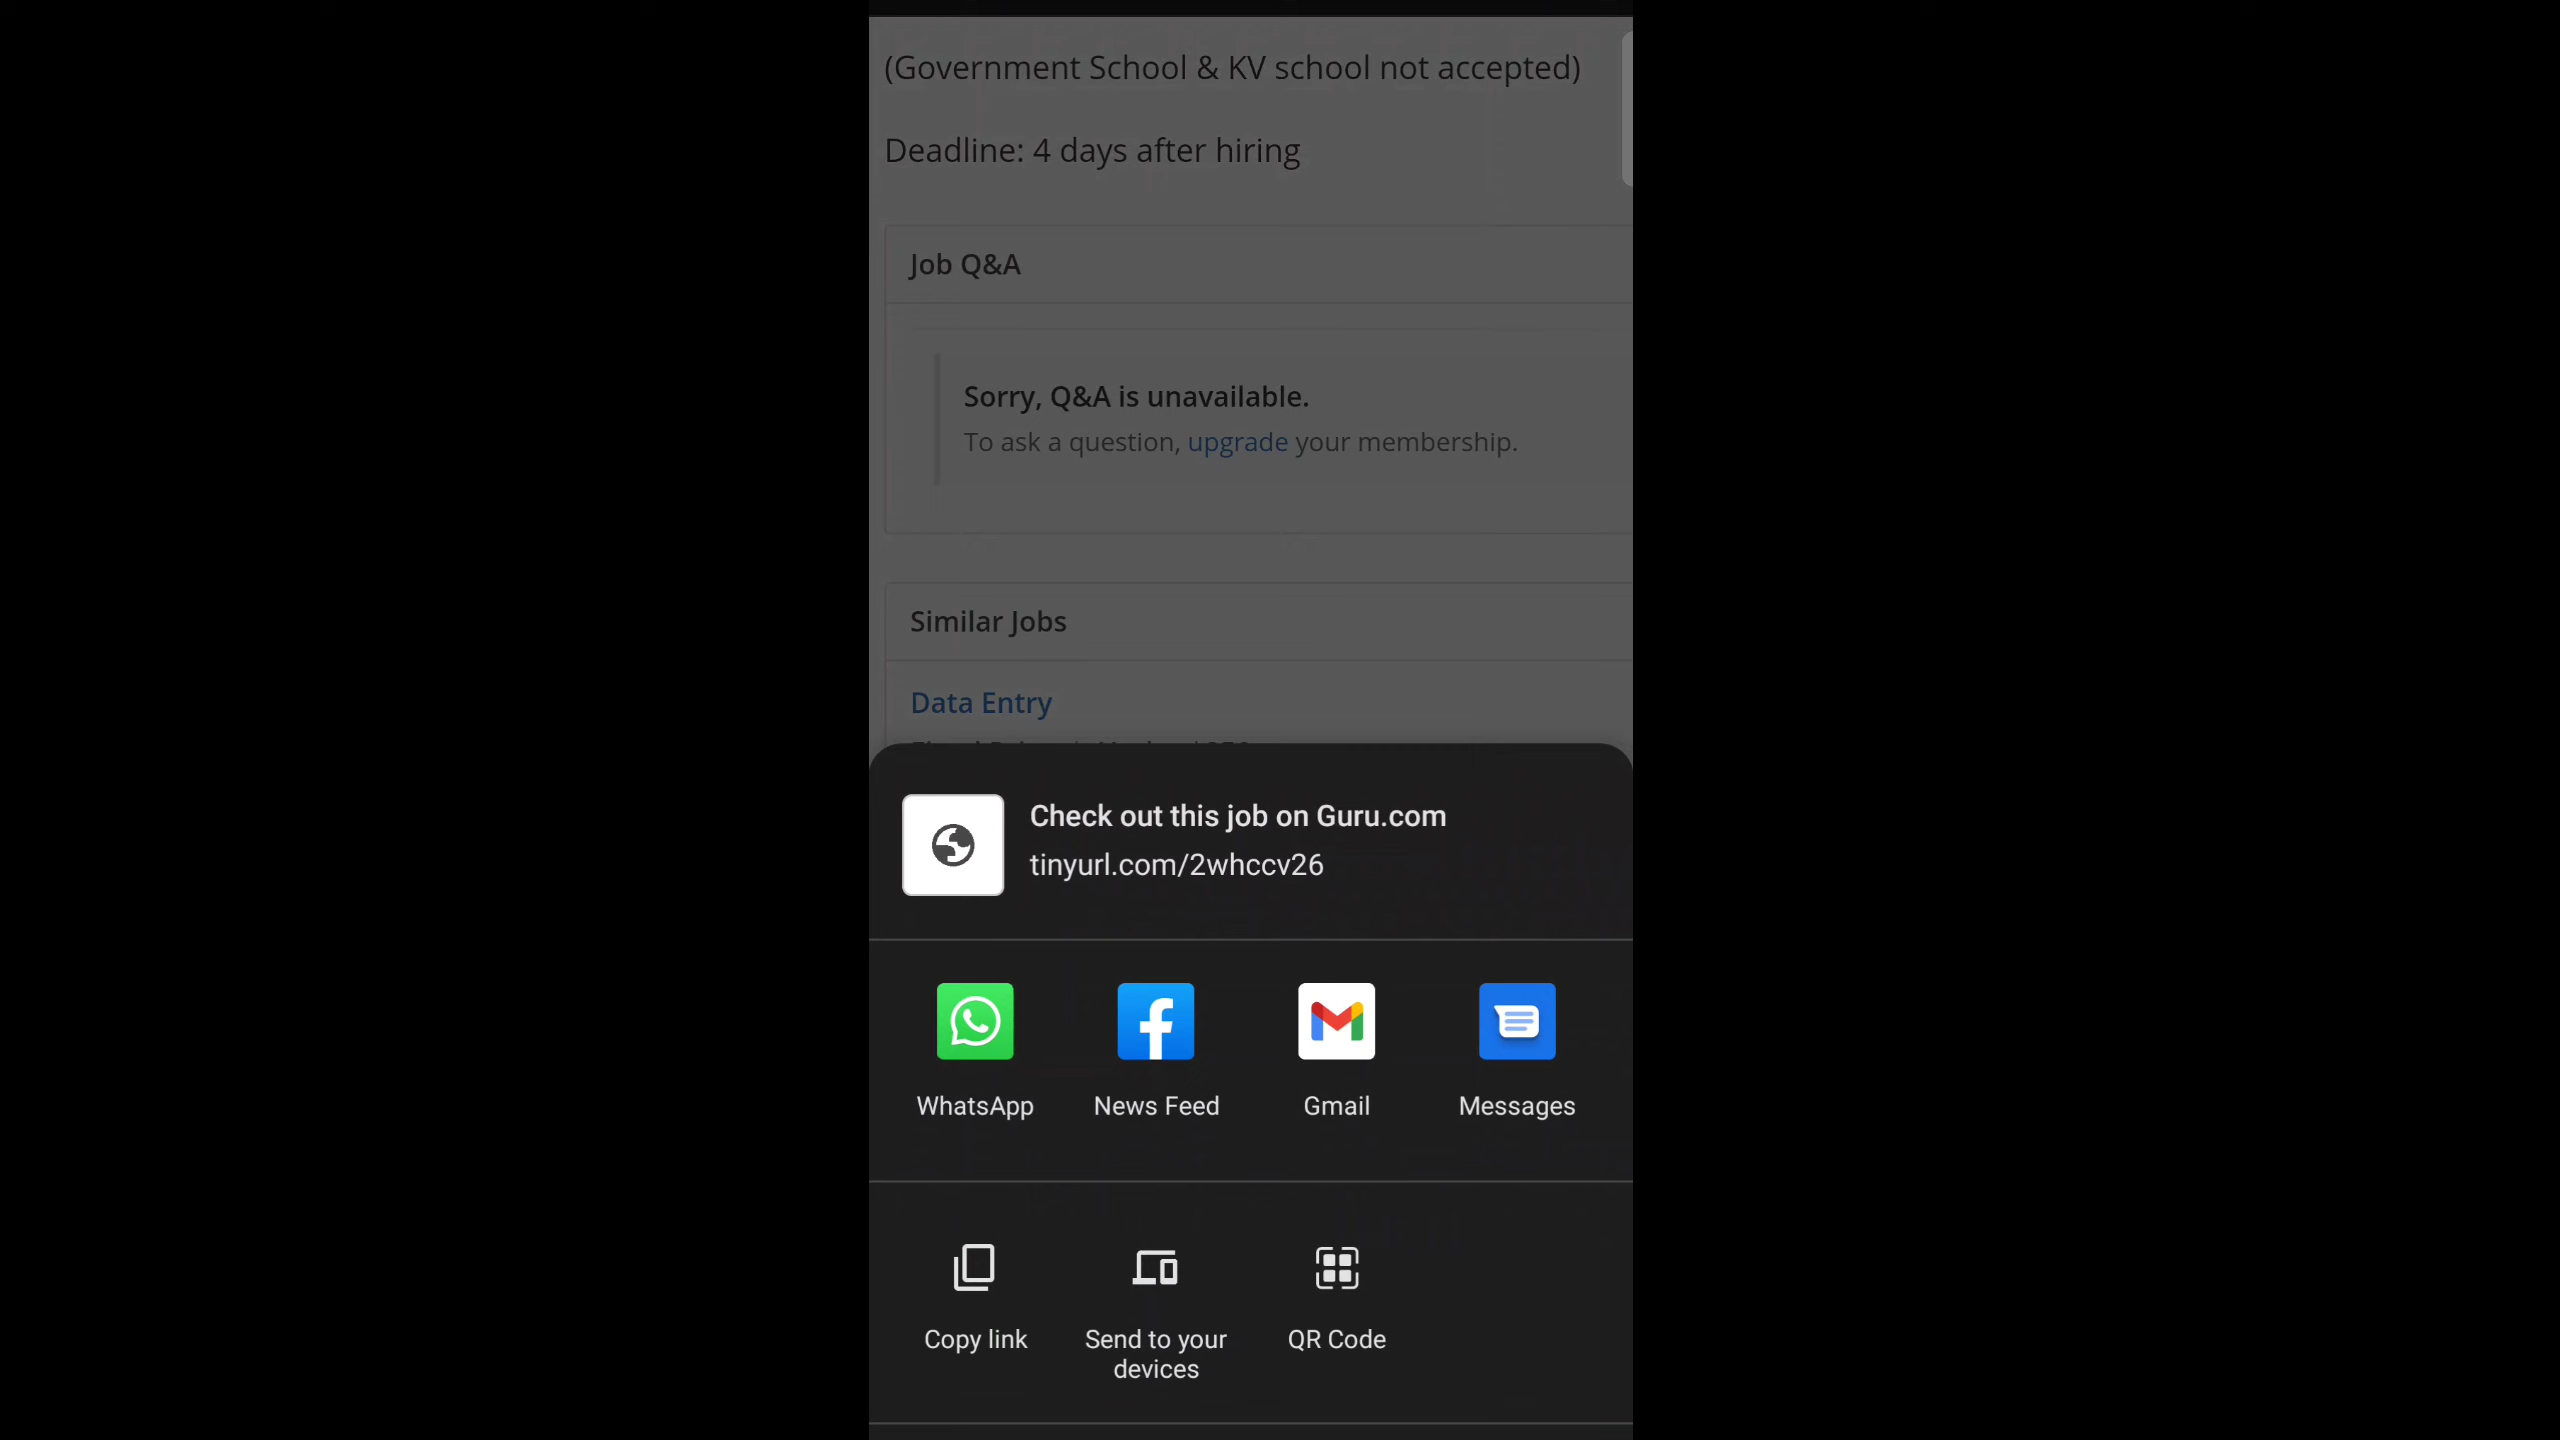 (Government School & KV school not accepted)
Deadline: 4 days after hiring
Job Q&A
Sorry, Q&A is unavailable.
To ask a question, upgrade your membership.
Similar Jobs
Data Entry
Check out this job on Guru.com
tinyurl.com/2whccv26
WhatsApp
News Feed
Gmail
Messages
Copy link
Send to your
devices
QR Code